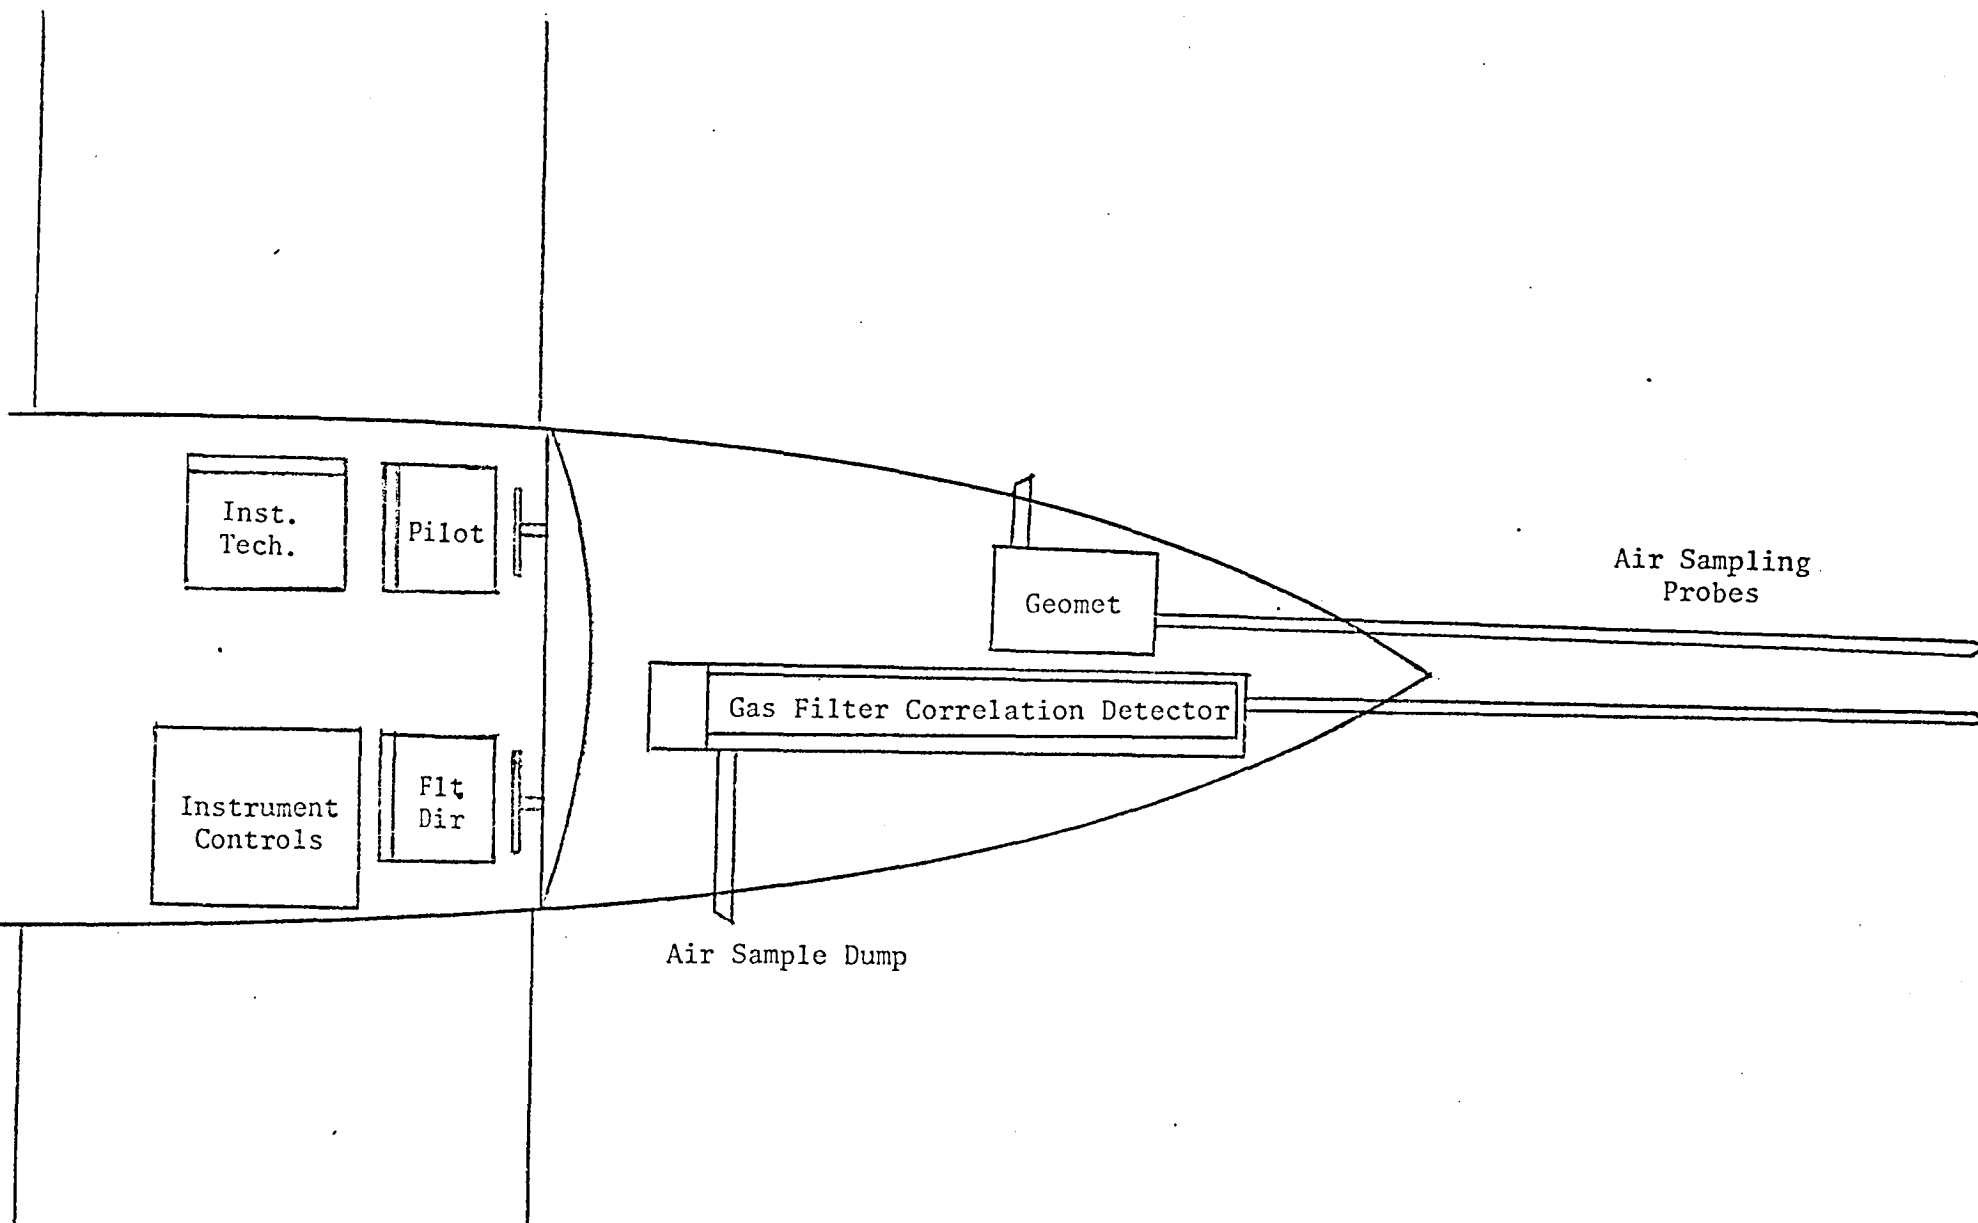 Inst.
Tech.
Pilot
Geomet
Air Sampling
Probes
Gas Filter Correlation Detector
Instrument
Controls
Flt
Dir
Air Sample Dump